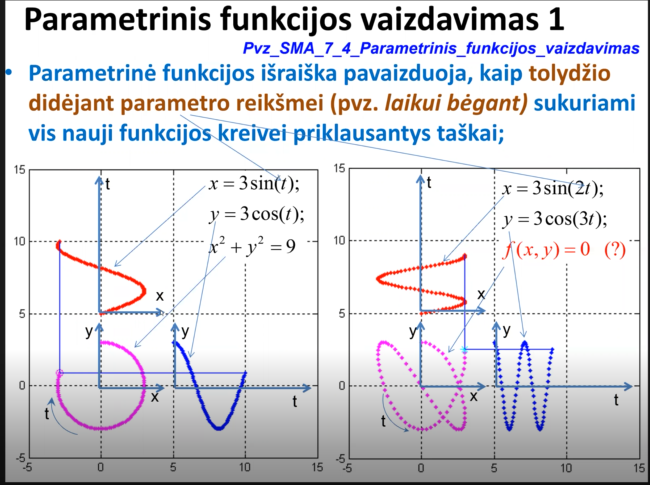 Parametrinis funkcijos vaizdavimas 1
Pvz_SMA_7_4_Parametrinis_funkcijos_vaizdavimas
• Parametrinė funkcijos išraiška pavaizduoja, kaip tolydžio
didėjant parametro reikšmei (pvz. laikui bėgant) sukuriami
vis nauji funkcijos kreivei priklausantys taškai;
15
t
x = 3sin(t);
y = 3cos(t);
x² + y² = 9
10
x
5
y
y
0
x
t
t
-5
-5 0 5 10 15
15
t
x = 3sin(2t);
y = 3cos(3t);
f(x, y) = 0 (?)
10
x
5
y
y
0
x
t
t
-5
-5 0 5 10 15